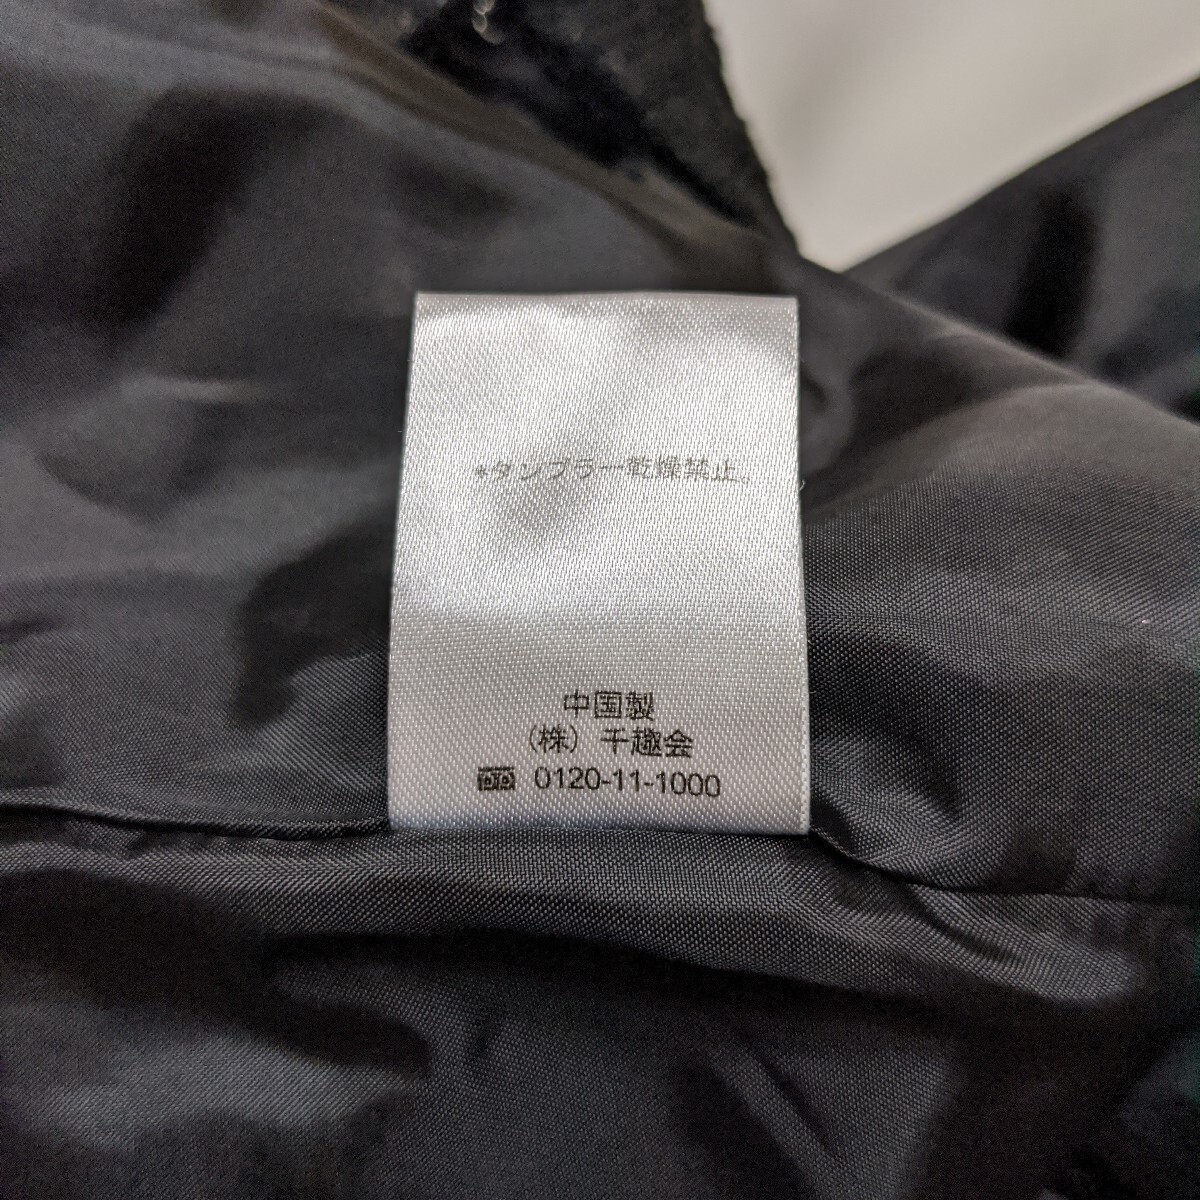 *タンブラー乾燥禁止。
中国製
（株）千趣会
0120-11-1000